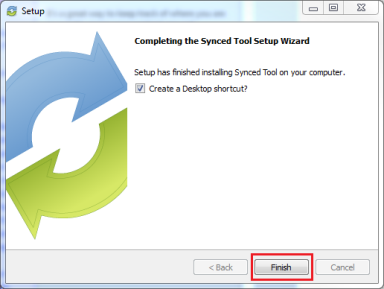 Setup
It's a great way to keep track of where you are
Completing the Synced Tool Setup Wizard
Setup has finished installing Synced Tool on your computer.
Create a Desktop shortcut?
< Back
Finish
Cancel